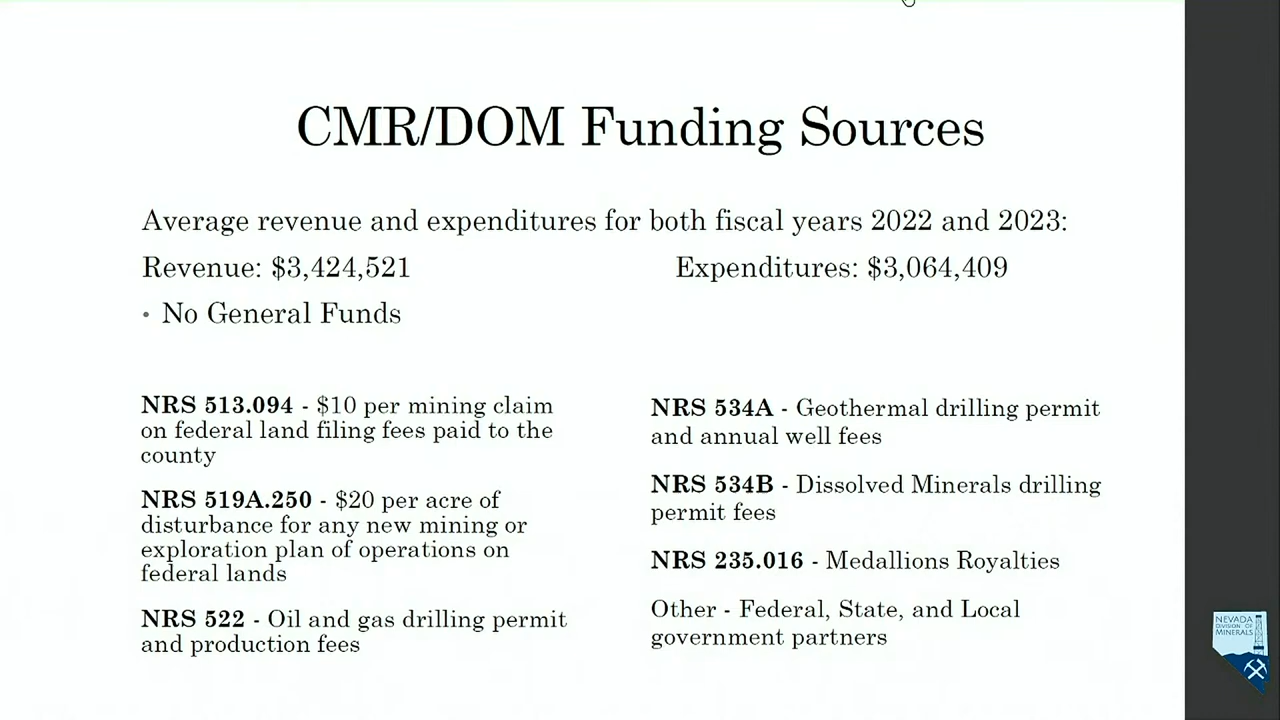 CMR/DOM Funding Sources
Average revenue and expenditures for both fiscal years 2022 and 2023:
Revenue: $3,424,521
Expenditures: $3,064,409
• No General Funds
NRS 513.094 - $10 per mining claim
on federal land filing fees paid to the
county
NRS 519A.250 - $20 per acre of
disturbance for any new mining or
exploration plan of operations on
federal lands
NRS 522 - Oil and gas drilling permit
and production fees
NRS 534A - Geothermal drilling permit
and annual well fees
NRS 534B - Dissolved Minerals drilling
permit fees
NRS 235.016 - Medallions Royalties
Other - Federal, State, and Local
government partners
NEVADA
DIVISION OF
MINERALS